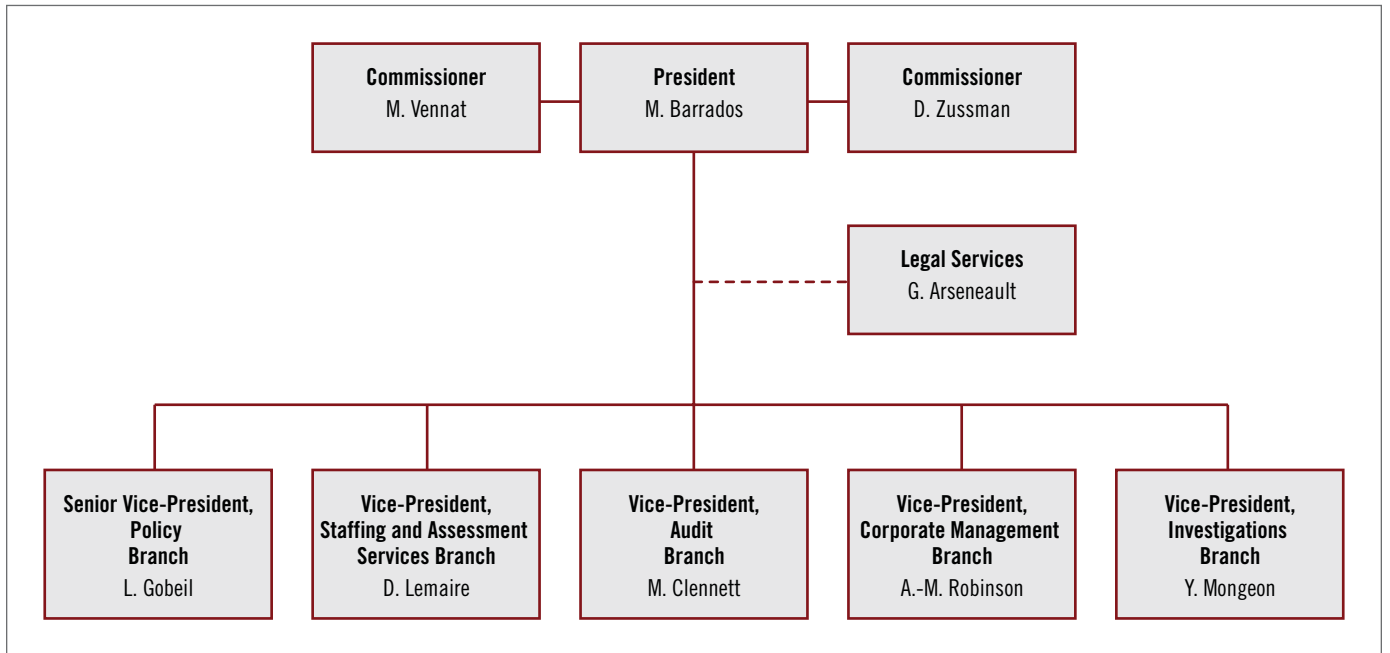 Commissioner
M. Vennat
President
M. Barrados
Commissioner
D. Zussman
Legal Services
G. Arseneault
Senior Vice-President,
Policy
Branch
L. Gobeil
Vice-President,
Staffing and Assessment
Services Branch
D. Lemaire
Vice-President,
Audit
Branch
M. Clennett
Vice-President,
Corporate Management
Branch
A.-M. Robinson
Vice-President,
Investigations
Branch
Y. Mongeon